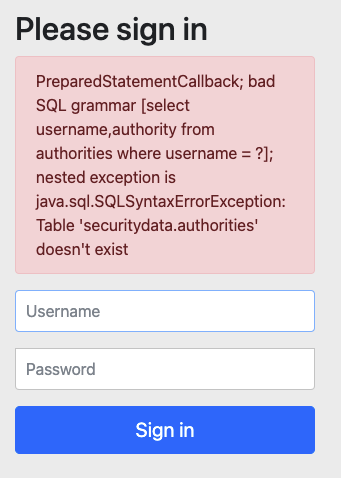 Please sign in
PreparedStatementCallback; bad
SQL grammar [select
username,authority from
authorities where username = ?];
nested exception is
java.sql.SQLSyntaxErrorException:
Table 'securitydata.authorities'
doesn't exist
Username
Password
Sign in